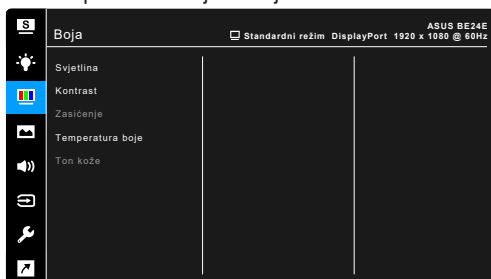 S
Boja
ASUS BE24E
Standardni režim DisplayPort 1920 x 1080 @ 60Hz
Svjetlina
Kontrast
Zasićenje
Temperatura boje
Ton kože